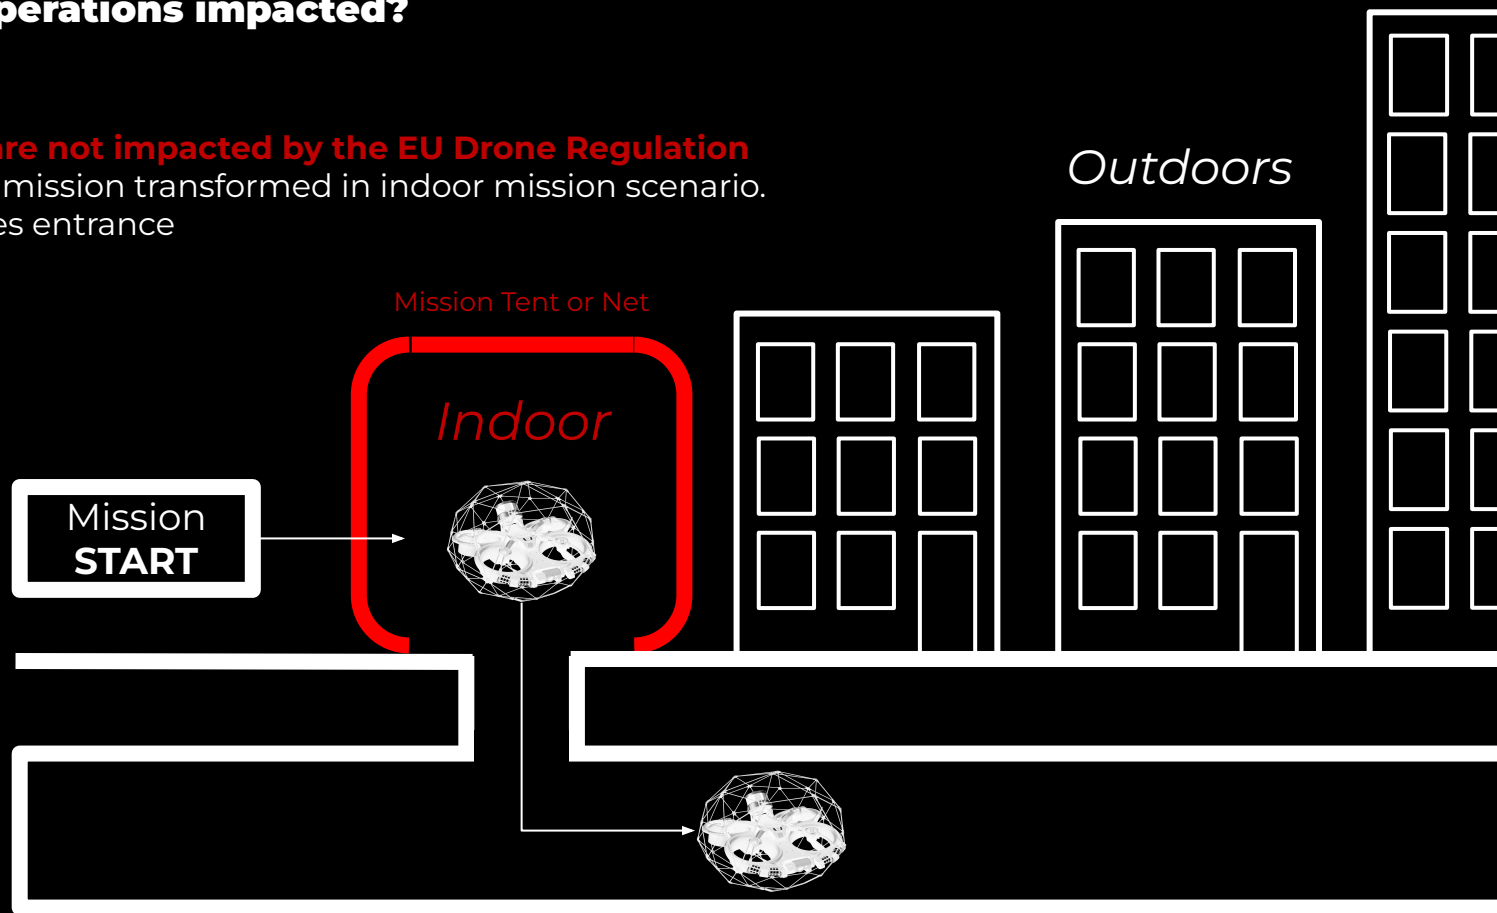 perations impacted?
are not impacted by the EU Drone Regulation
mission transformed in indoor mission scenario.
es entrance
Outdoors
Mission Tent or Net
Indoor
Mission
START